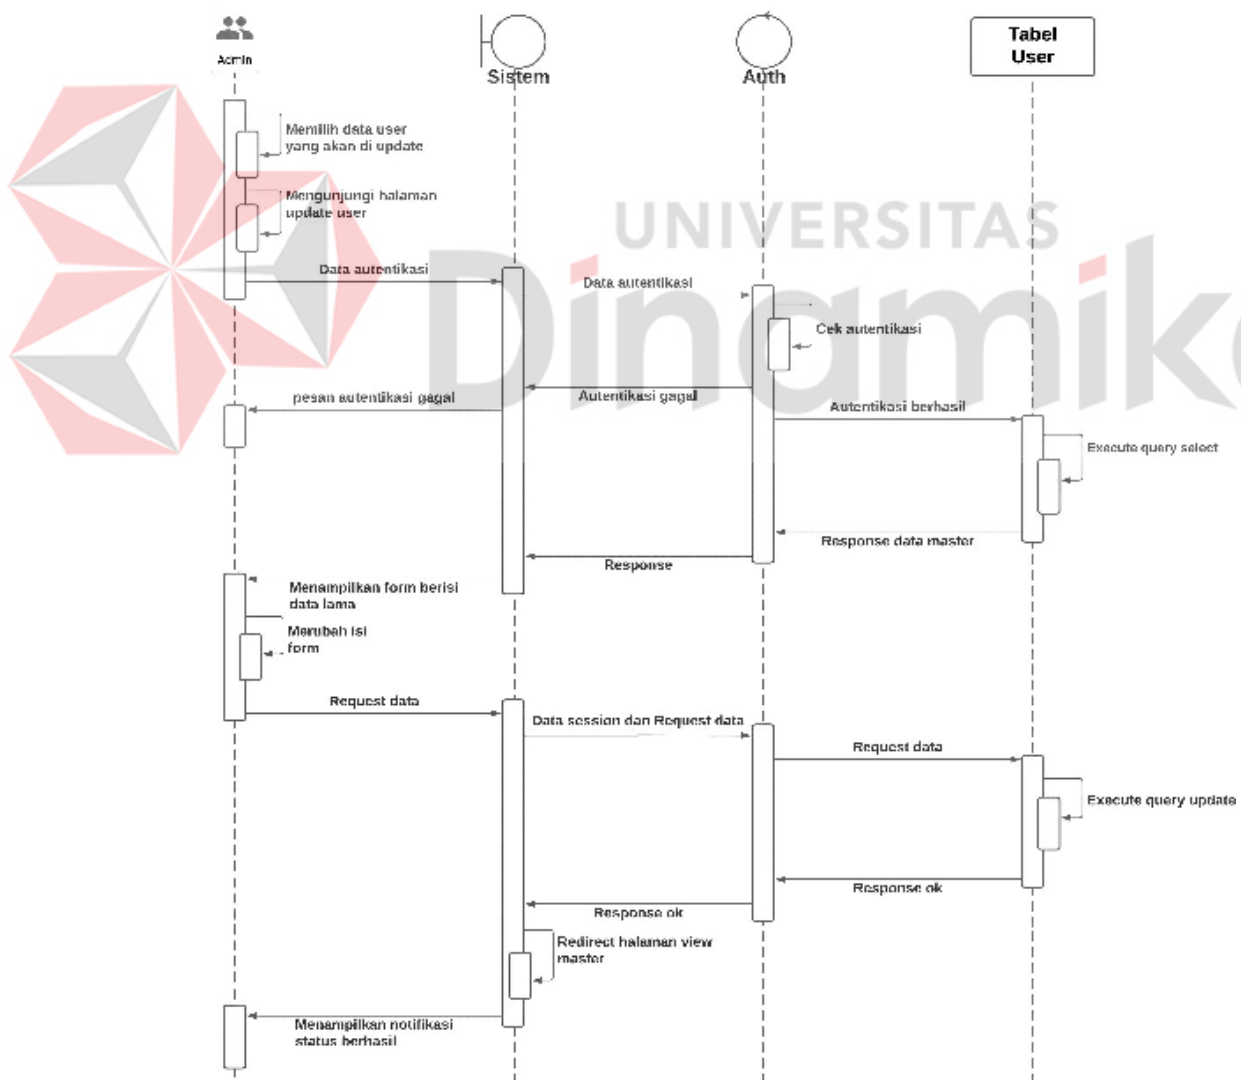 Admin
Sistem
Auth
Tabel
User
Memilih data user
yang akan di update
Mengunjungi halaman
update user
UNIVERSITAS
Dinamika
Data autentikasi
Data autentikasi
Cek autentikasi
pesan autentikasi gagal
Autentikasi gagal
Autentikasi berhasil
Execute query select
Response data master
Response
Menampilkan form berisi
data lama
Merubah isi
form
Request data
Data session dan Request data
Request data
Execute query update
Response ok
Response ok
Redirect halaman view
master
Menampilkan notifikasi
status berhasil